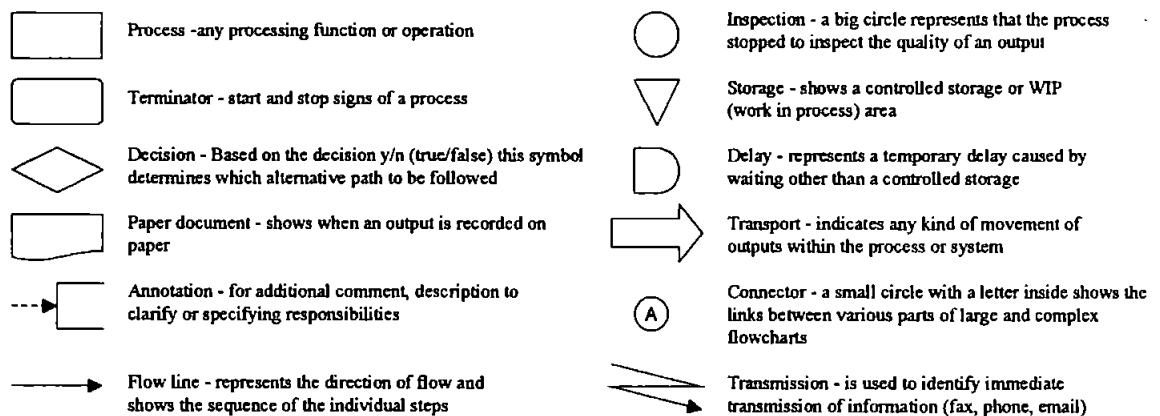 Process -any processing function or operation
Terminator - start and stop signs of a process
Decision - Based on the decision y/n (true/false) this symbol
determines which alternative path to be followed
Paper document - shows when an output is recorded on
paper
Annotation - for additional comment, description to
clarify or specifying responsibilities
Flow line - represents the direction of flow and
shows the sequence of the individual steps
Inspection - a big circle represents that the process
stopped to inspect the quality of an output
Storage - shows a controlled storage or WIP
(work in process) area
Delay - represents a temporary delay caused by
waiting other than a controlled storage
Transport - indicates any kind of movement of
outputs within the process or system
A
Connector - a small circle with a letter inside shows the
links between various parts of large and complex
flowcharts
Transmission - is used to identify immediate
transmission of information (fax, phone, email)